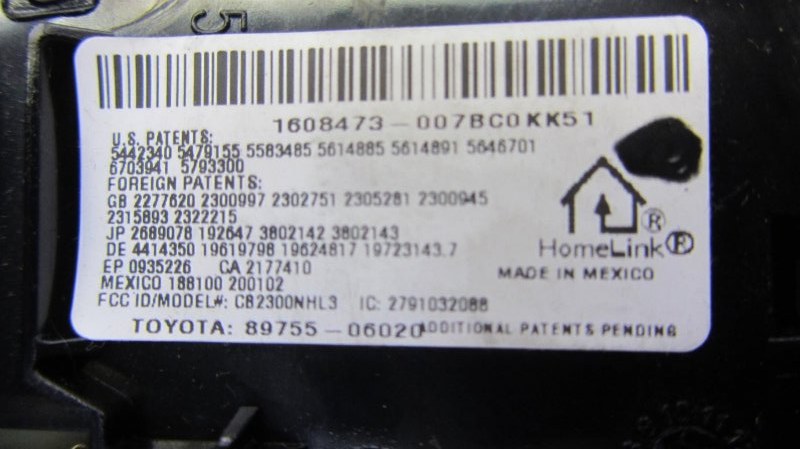 5
1608473-007BC0KK51
U.S. PATENTS:
5442340 5479155 5583485 5614885 5614891 5646701
6703941 5793300
FOREIGN PATENTS:
GB 2277620 2300997 2302751 2305281 2300945
2315893 2322215
JP 2689078 192647 3802142 3802143
DE 4414350 19619798 19624817 19723143.7
EP 0935226 CA 2177410
MEXICO 188100 200102
FCC ID/MODEL#: CB2300NHL3 IC: 2791032088
TOYOTA: 89755-06020 ADDITIONAL PATENTS PENDING
®
HomeLink®
MADE IN MEXICO